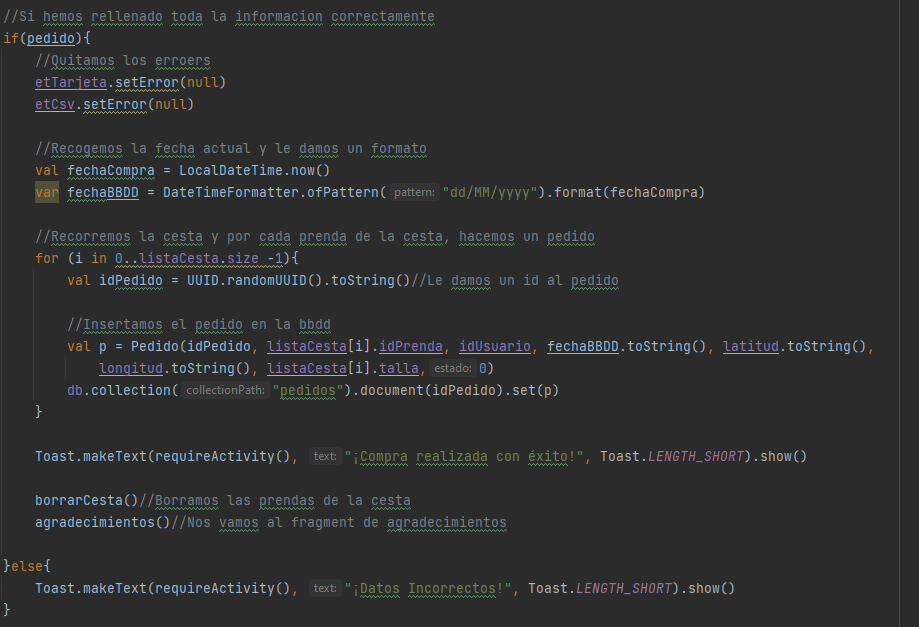 //Si hemos rellenado toda la informacion correctamente
if(pedido){
//Quitamos los erroers
etTarjeta.setError(null)
etCsv.setError(null)
//Recogemos la fecha actual y le damos un formato
val fechaCompra = LocalDateTime.now()
var fechaBBDD = DateTimeFormatter.ofPattern( pattern: "dd/MM/yyyy").format(fechaCompra)
//Recorremos la cesta y por cada prenda de la cesta, hacemos un pedido
for (i in 0..listaCesta.size -1){
val idPedido = UUID.randomUUID().toString()//Le damos un id al pedido
//Insertamos el pedido en la bbdd
val p = Pedido(idPedido, listaCesta[i].idPrenda, idUsuario, fechaBBDD.toString(), latitud.toString(),
longitud.toString(), listaCesta[i].talla, estado: 0)
db.collection( collectionPath: "pedidos").document(idPedido).set(p)
}
Toast.makeText(requireActivity(), text: "¡Compra realizada con éxito!", Toast.LENGTH_SHORT).show()
borrarCesta()//Borramos las prendas de la cesta
agradecimientos()//Nos vamos al fragment de agradecimientos
}else{
Toast.makeText(requireActivity(), text: "¡Datos Incorrectos!", Toast.LENGTH_SHORT).show()
}